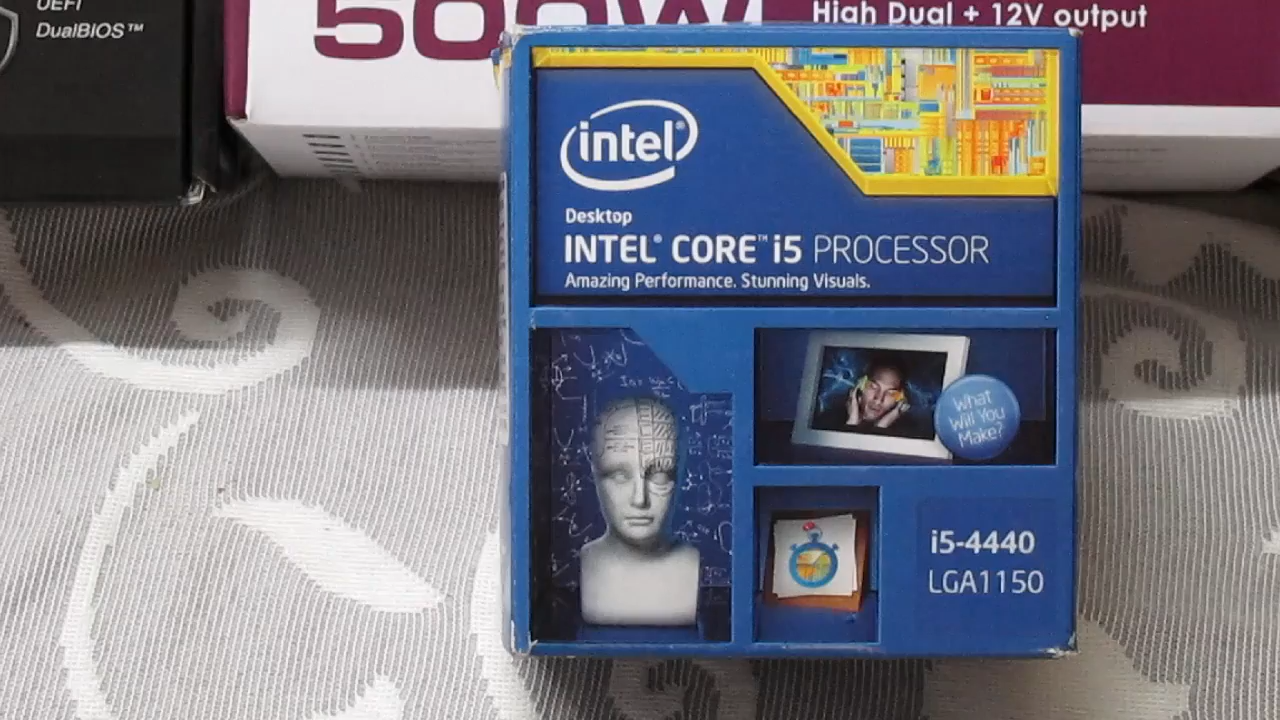 UEFI
DualBIOS™
500W
High Dual + 12V output
intel®
Desktop
INTEL® CORE™ i5 PROCESSOR
Amazing Performance. Stunning Visuals.
What
Will You
Make?
i5-4440
LGA1150